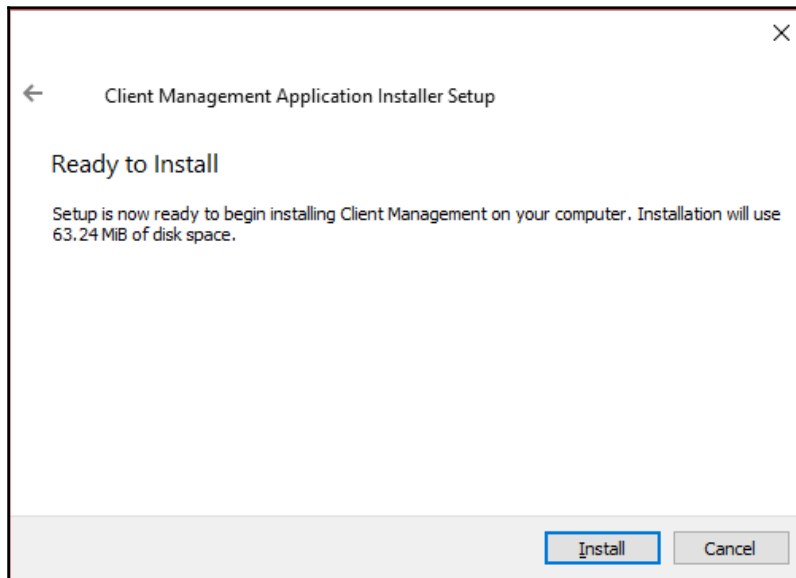 Client Management Application Installer Setup
Ready to Install
Setup is now ready to begin installing Client Management on your computer. Installation will use
63.24 MiB of disk space.
Install
Cancel